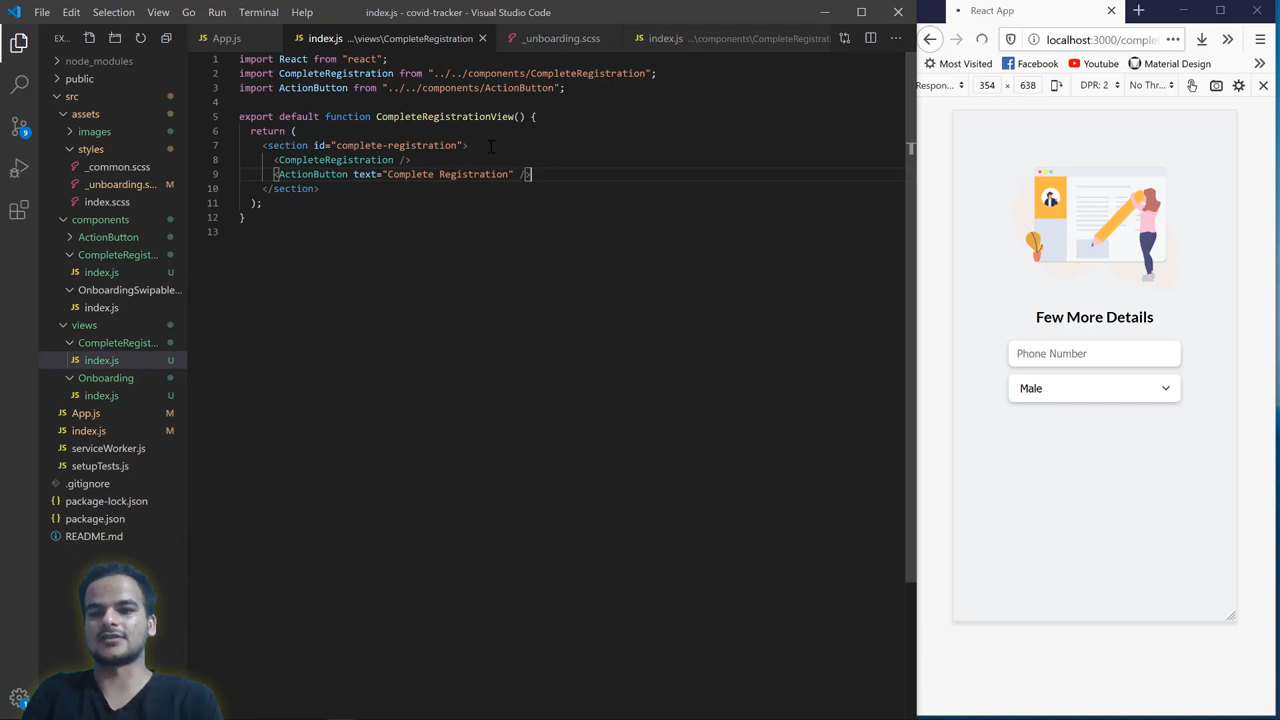 File Edit Selection View Go Run Terminal Help index.js - covid-tracker - Visual Studio Code
EX...
node_modules
public
src
assets
images
styles
_common.scss
_unboarding.s... M
index.scss
components
ActionButton
CompleteRegist...
index.js U
OnboardingSwipable...
index.js
views
CompleteRegist...
index.js U
Onboarding
index.js U
App.js M
index.js M
serviceWorker.js
setupTests.js
.gitignore
package-lock.json
package.json
README.md
App.js
index.js ...\views\CompleteRegistration
_unboarding.scss
index.js ...\components\CompleteRegistrati
1 import React from "react";
2 import CompleteRegistration from "../../components/CompleteRegistration";
3 import ActionButton from "../../components/ActionButton";
4
5 export default function CompleteRegistrationView() {
6 return (
7 <section id="complete-registration">
8 <CompleteRegistration />
9 <ActionButton text="Complete Registration" />
10 </section>
11 );
12 }
13
React App
localhost:3000/comple
Most Visited Facebook YouTube Material Design
Respon... 354 × 638 DPR: 2 No Thr...
Few More Details
Phone Number
Male
1